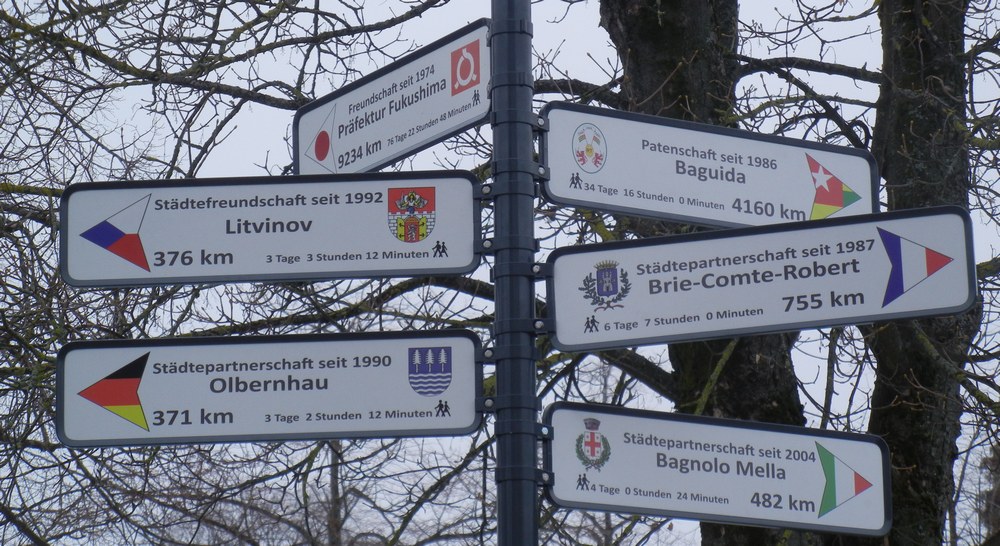 Freundschaft seit 1974
Präfektur Fukushima
9234 km 76 Tage 22 Stunden 48 Minuten
Städtefreundschaft seit 1992
Litvinov
376 km 3 Tage 3 Stunden 12 Minuten
Städtepartnerschaft seit 1990
Olbernhau
371 km 3 Tage 2 Stunden 12 Minuten
Patenschaft seit 1986
Baguida
34 Tage 16 Stunden 0 Minuten 4160 km
Städtepartnerschaft seit 1987
Brie-Comte-Robert
6 Tage 7 Stunden 0 Minuten 755 km
Städtepartnerschaft seit 2004
Bagnolo Mella
4 Tage 0 Stunden 24 Minuten 482 km